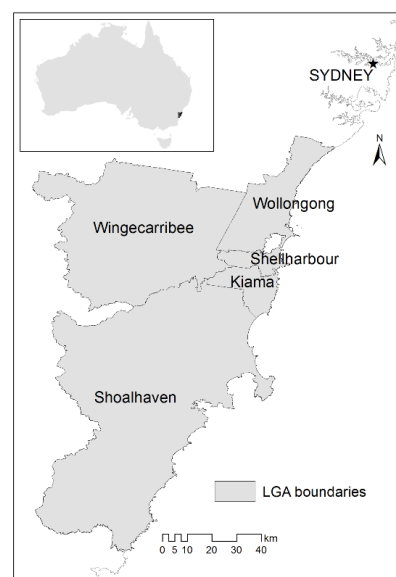 SYDNEY
N
Wollongong
Wingecarribee
Shellharbour
Kiama
Shoalhaven
LGA boundaries
km
0 5 10 20 30 40